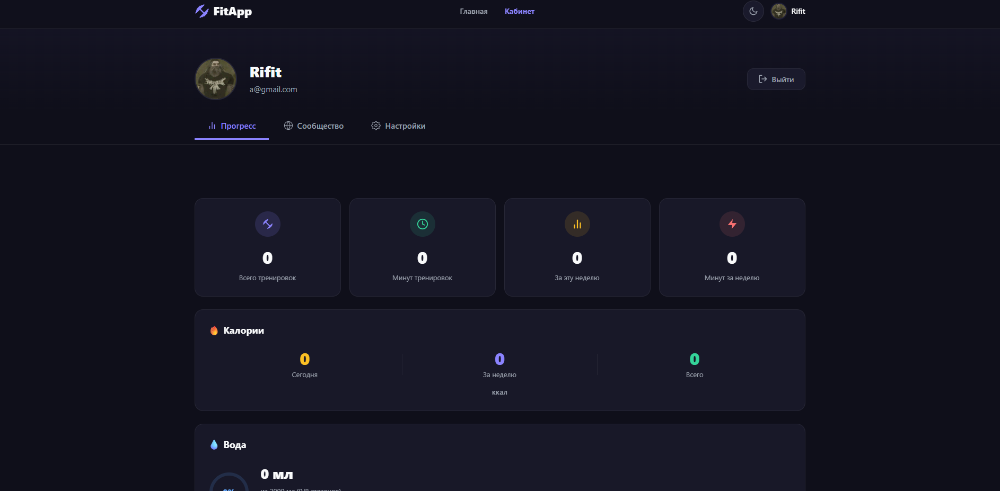 FitApp
Главная
Кабинет
Rifit
Rifit
a@gmail.com
Выйти
Прогресс
Сообщество
Настройки
0
Всего тренировок
0
Минут тренировок
0
За эту неделю
0
Минут за неделю
Калории
0
Сегодня
0
За неделю
0
Всего
ккал
Вода
0 мл
0%
из 2000 мл (0/8 стаканов)